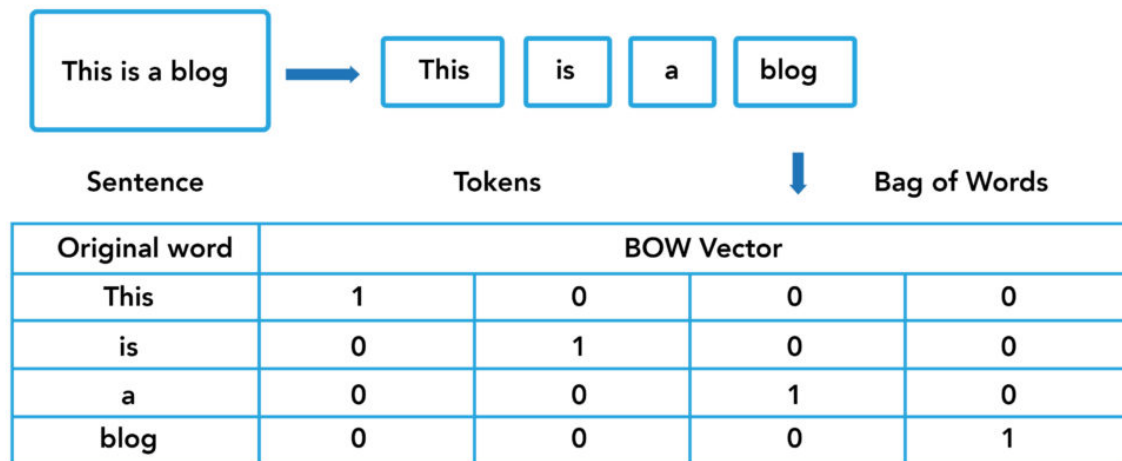 This is a blog This is a blog
Sentence Tokens Bag of Words
Original word BOW Vector
This 1 0 0 0
is 0 1 0 0
a 0 0 1 0
blog 0 0 0 1